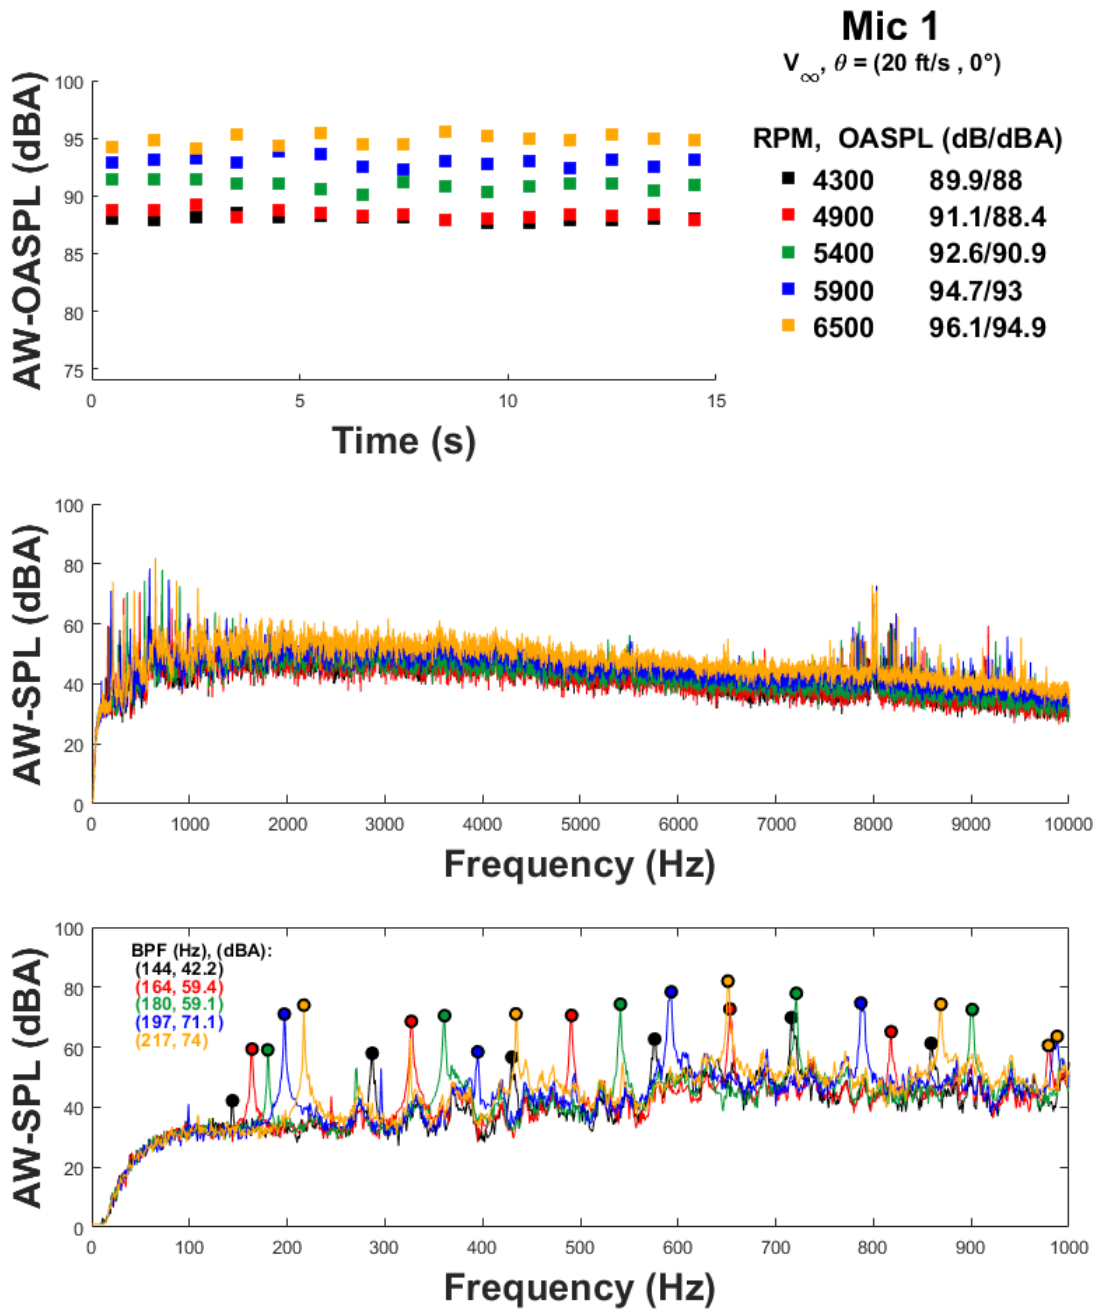 Mic 1
V∞, θ = (20 ft/s , 0°)
RPM, OASPL (dB/dBA)
4300 89.9/88
4900 91.1/88.4
5400 92.6/90.9
5900 94.7/93
6500 96.1/94.9
AW-OASPL (dBA)
100
95
90
85
80
75
0 5 10 15
Time (s)
AW-SPL (dBA)
100
80
60
40
20
0
0 1000 2000 3000 4000 5000 6000 7000 8000 9000 10000
Frequency (Hz)
AW-SPL (dBA)
100
80
60
40
20
0
BPF (Hz), (dBA):
(144, 42.2)
(164, 59.4)
(180, 59.1)
(197, 71.1)
(217, 74)
0 100 200 300 400 500 600 700 800 900 1000
Frequency (Hz)